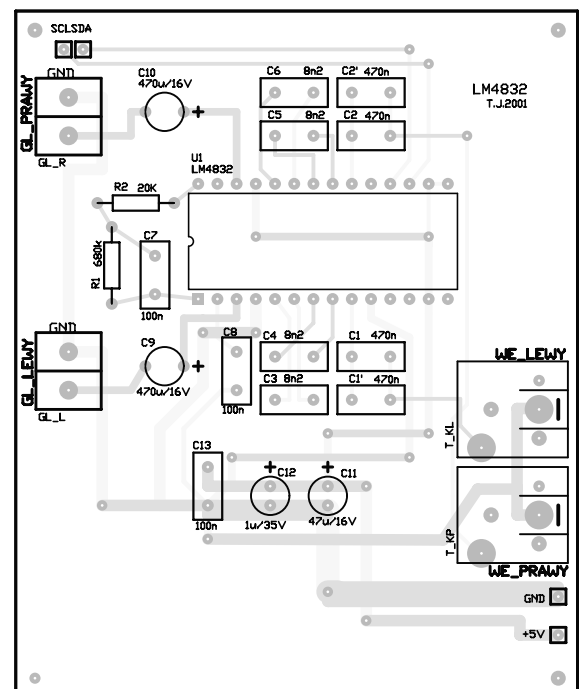 SCLSDA
GND
GL_PRAWY
GL_R
C10
470u/16V
C6 8n2
C2' 470n
C5 8n2
C2 470n
LM4832
T.J.2001
U1
LM4832
R2 20K
R1 680k
C7
100n
GND
GL_LEWY
GL_L
C9
470u/16V
C8
100n
C4 8n2
C1 470n
C3 8n2
C1' 470n
WE_LEWY
T_KL
C13
100n
C12
1u/35V
C11
47u/16V
T_KP
WE_PRAWY
GND
+5V